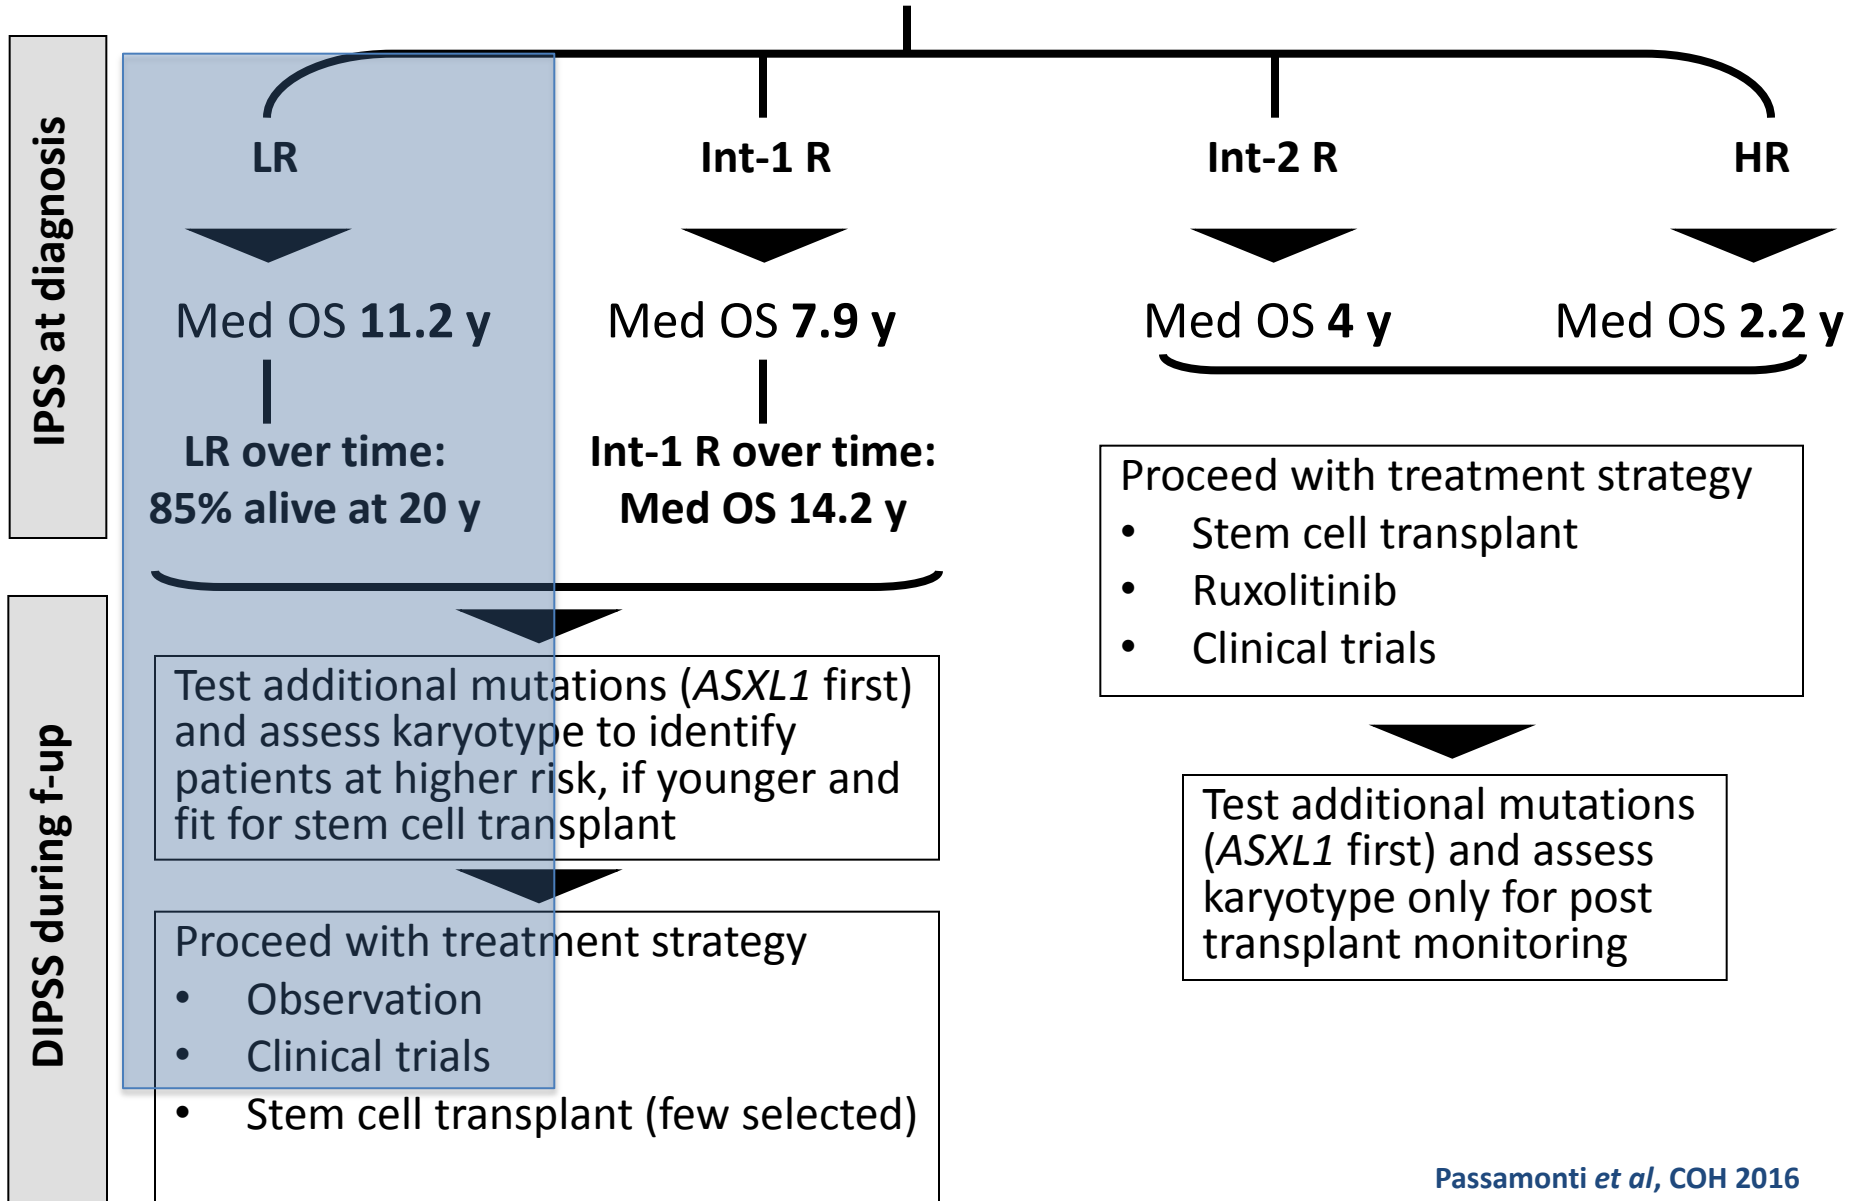 IPSS at diagnosis
LR
Int-1 R
Int-2 R
HR
Med OS 11.2 y
Med OS 7.9 y
Med OS 4 y
Med OS 2.2 y
LR over time:
85% alive at 20 y
Int-1 R over time:
Med OS 14.2 y
Proceed with treatment strategy
• Stem cell transplant
• Ruxolitinib
• Clinical trials
DIPSS during f-up
Test additional mutations (ASXL1 first)
and assess karyotype to identify
patients at higher risk, if younger and
fit for stem cell transplant
Proceed with treatment strategy
• Observation
• Clinical trials
• Stem cell transplant (few selected)
Test additional mutations
(ASXL1 first) and assess
karyotype only for post
transplant monitoring
Passamonti et al, COH 2016